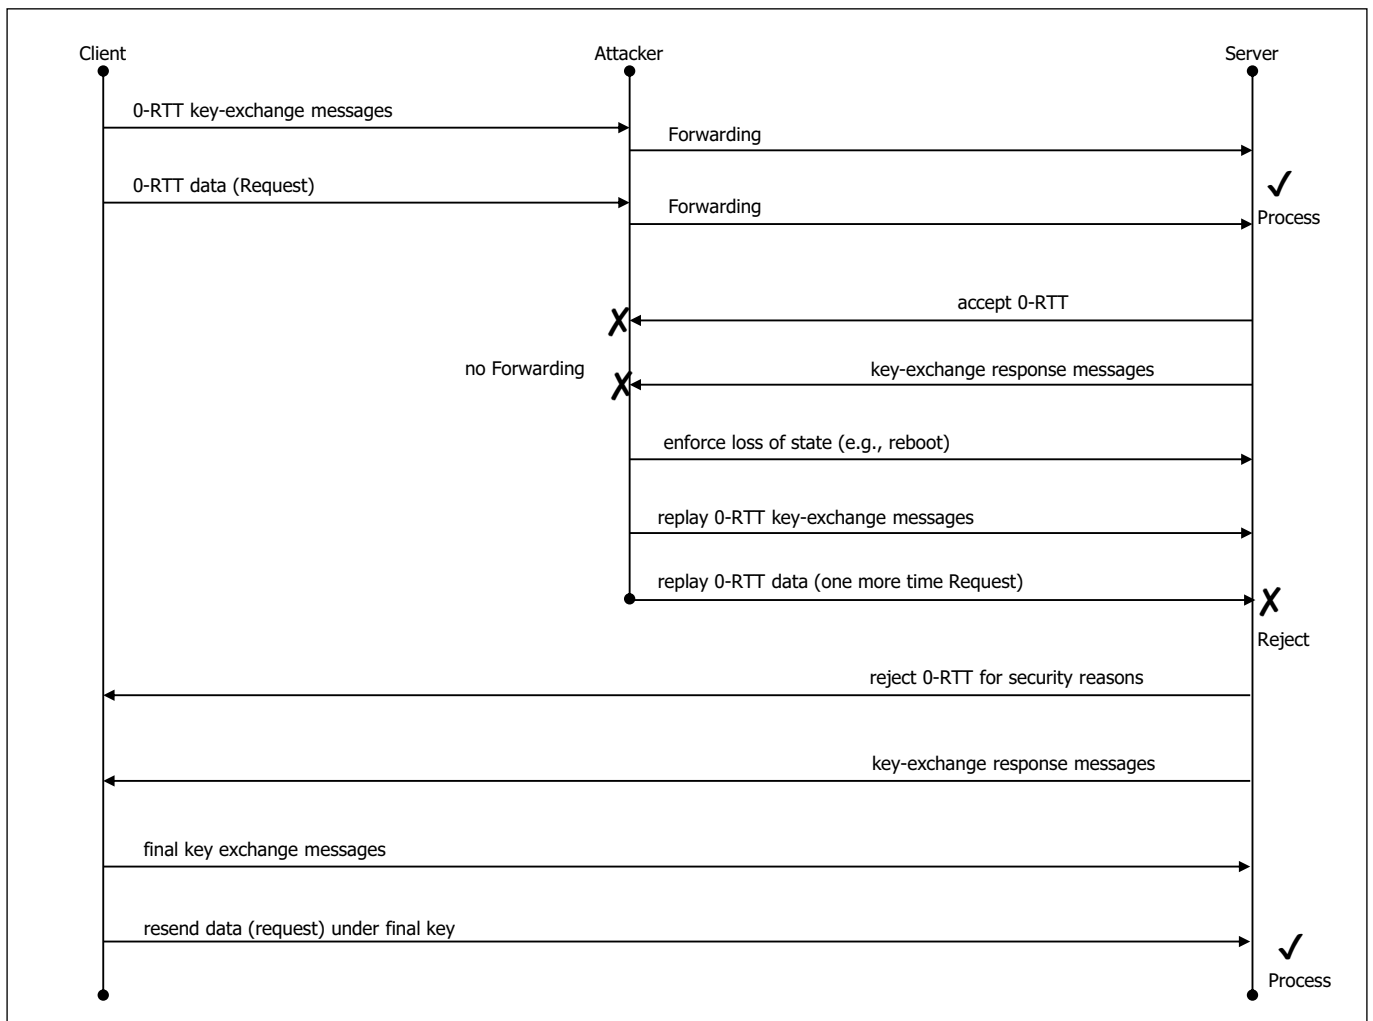 Client
Attacker
Server
0-RTT key-exchange messages
Forwarding
0-RTT data (Request)
Forwarding
Process
accept 0-RTT
no Forwarding
key-exchange response messages
enforce loss of state (e.g., reboot)
replay 0-RTT key-exchange messages
replay 0-RTT data (one more time Request)
Reject
reject 0-RTT for security reasons
key-exchange response messages
final key exchange messages
resend data (request) under final key
Process